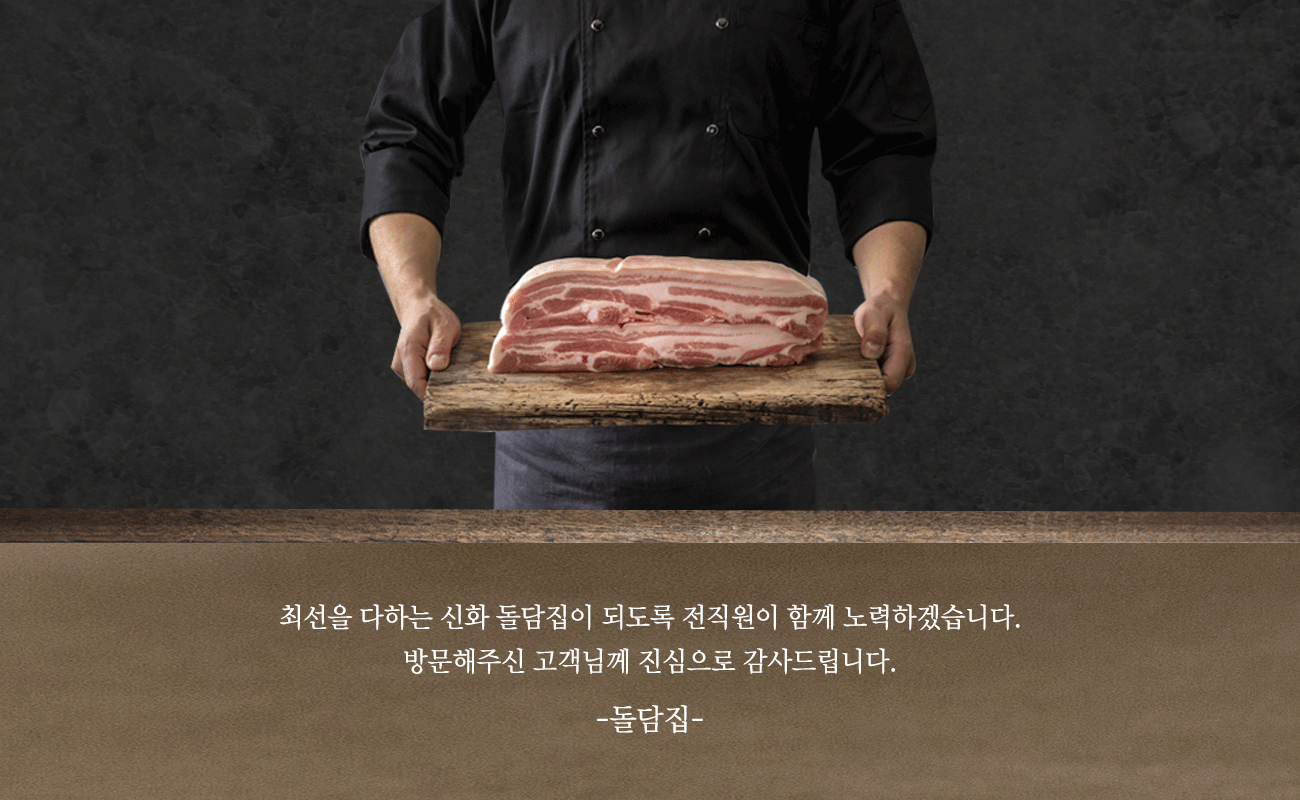 최선을 다하는 신화 돌담집이 되도록 전직원이 함께 노력하겠습니다.
방문해주신 고객님께 진심으로 감사드립니다.
-돌담집-